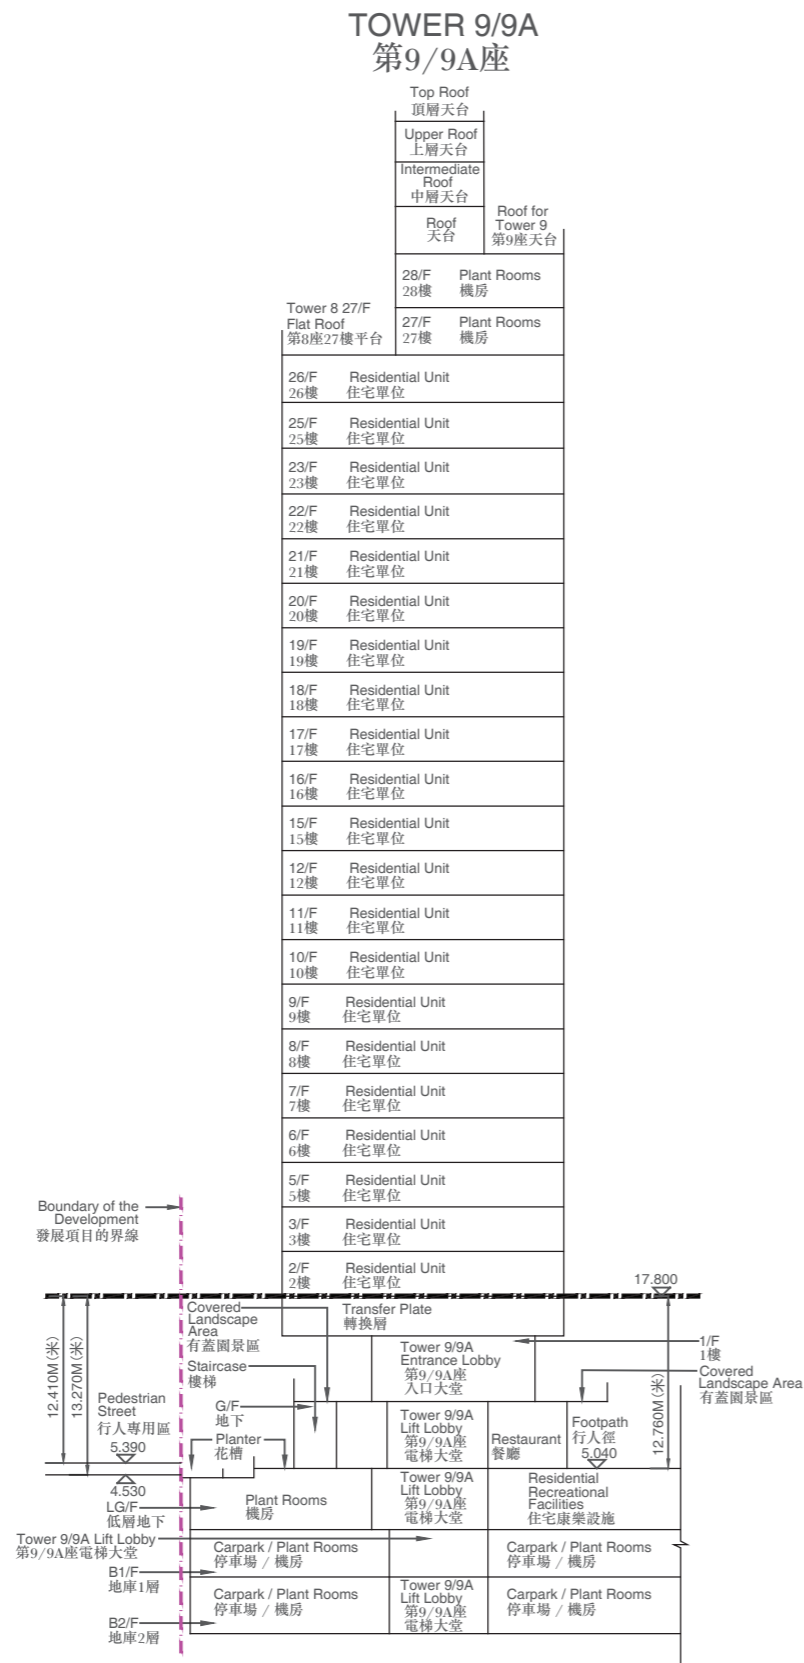 TOWER 9/9A
第9/9A座
Top Roof
頂層天台
Upper Roof
上層天台
Intermediate
Roof
中層天台
Roof
天台
Roof for
Tower 9
第9座天台
28/F Plant Rooms
28樓 機房
Tower 8 27/F
Flat Roof
第8座27樓平台
27/F Plant Rooms
27樓 機房
26/F Residential Unit
26樓 住宅單位
25/F Residential Unit
25樓 住宅單位
23/F Residential Unit
23樓 住宅單位
22/F Residential Unit
22樓 住宅單位
21/F Residential Unit
21樓 住宅單位
20/F Residential Unit
20樓 住宅單位
19/F Residential Unit
19樓 住宅單位
18/F Residential Unit
18樓 住宅單位
17/F Residential Unit
17樓 住宅單位
16/F Residential Unit
16樓 住宅單位
15/F Residential Unit
15樓 住宅單位
12/F Residential Unit
12樓 住宅單位
11/F Residential Unit
11樓 住宅單位
10/F Residential Unit
10樓 住宅單位
9/F Residential Unit
9樓 住宅單位
8/F Residential Unit
8樓 住宅單位
7/F Residential Unit
7樓 住宅單位
6/F Residential Unit
6樓 住宅單位
5/F Residential Unit
5樓 住宅單位
3/F Residential Unit
3樓 住宅單位
2/F Residential Unit
2樓 住宅單位
Boundary of the
Development
發展項目的界線
17.800
Transfer Plate
轉換層
Covered
Landscape
Area
有蓋園景區
Staircase
樓梯
G/F
地下
Planter
花槽
12.410M (米)
13.270M (米)
Pedestrian
Street
行人專用區
5.390
4.530
Tower 9/9A
Entrance Lobby
第9/9A座
入口大堂
1/F
1樓
Covered
Landscape Area
有蓋園景區
12.760M (米)
Tower 9/9A
Lift Lobby
第9/9A座
電梯大堂
Restaurant
餐廳
Footpath
行人徑
5.040
LG/F
低層地下
Plant Rooms
機房
Tower 9/9A
Lift Lobby
第9/9A座
電梯大堂
Residential
Recreational
Facilities
住宅康樂設施
Tower 9/9A Lift Lobby
第9/9A座電梯大堂
B1/F
地庫1層
Carpark / Plant Rooms
停車場 / 機房
Carpark / Plant Rooms
停車場 / 機房
B2/F
地庫2層
Carpark / Plant Rooms
停車場 / 機房
Tower 9/9A
Lift Lobby
第9/9A座
電梯大堂
Carpark / Plant Rooms
停車場 / 機房